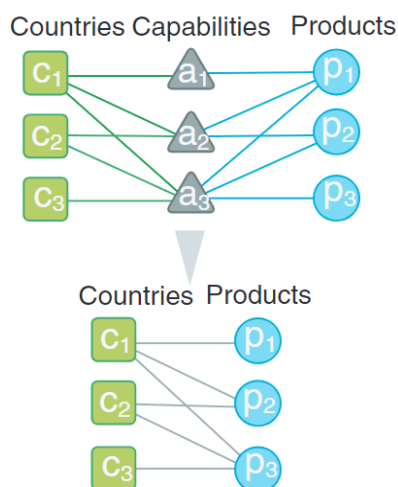 Countries Capabilities Products
c1 a1 p1
c2 a2 p2
c3 a3 p3
Countries Products
c1 p1
c2 p2
c3 p3